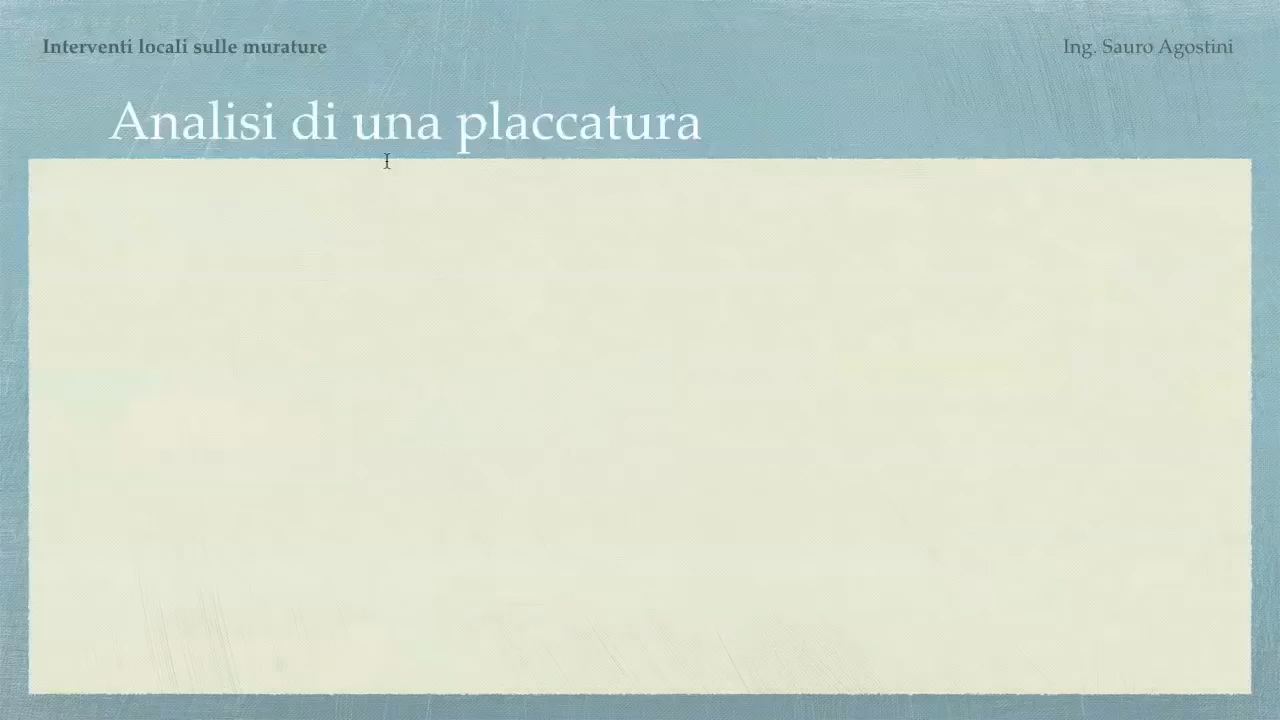 Interventi locali sulle murature
Ing. Sauro Agostini
Analisi di una placcatura